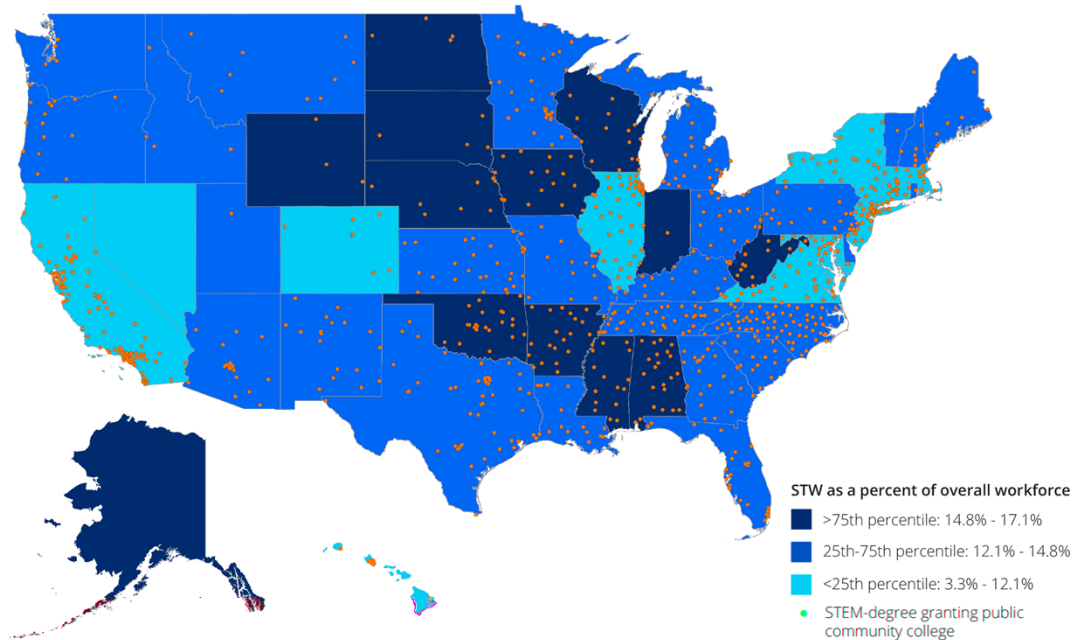 STW as a percent of overall workforce
>75th percentile: 14.8% - 17.1%
25th-75th percentile: 12.1% - 14.8%
<25th percentile: 3.3% - 12.1%
STEM-degree granting public
community college